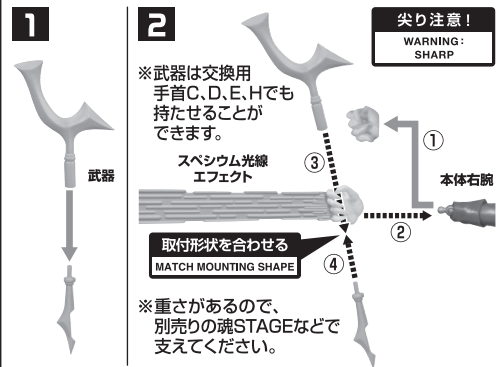 1
武器
2
尖り注意!
WARNING:
SHARP
※武器は交換用
手首C、D、E、Hでも
持たせることが
できます。
スペシウム光線
エフェクト
①
②
③
④
本体右腕
取付形状を合わせる
MATCH MOUNTING SHAPE
※重さがあるので、
別売りの魂STAGEなどで
支えてください。